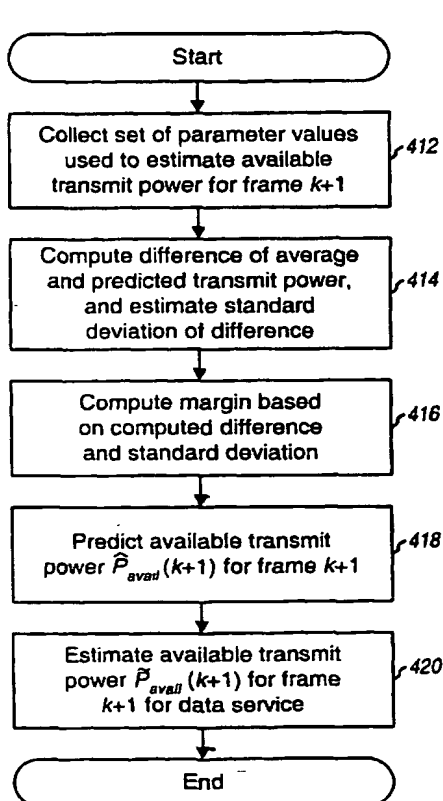 Start
Collect set of parameter values
used to estimate available
transmit power for frame k+1
412
Compute difference of average
and predicted transmit power,
and estimate standard
deviation of difference
414
Compute margin based
on computed difference
and standard deviation
416
Predict available transmit
power P̂avail(k+1) for frame k+1
418
Estimate available transmit
power P̃avail (k+1) for frame
k+1 for data service
420
End